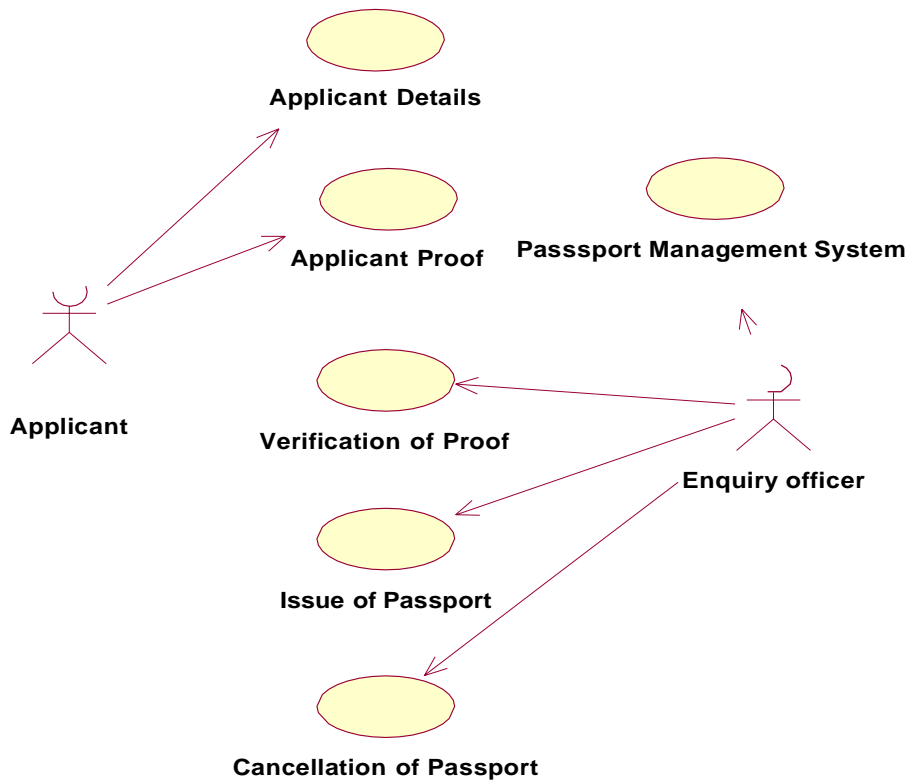 Applicant Details
Applicant Proof
Passsport Management System
Applicant
Verification of Proof
Enquiry officer
Issue of Passport
Cancellation of Passport